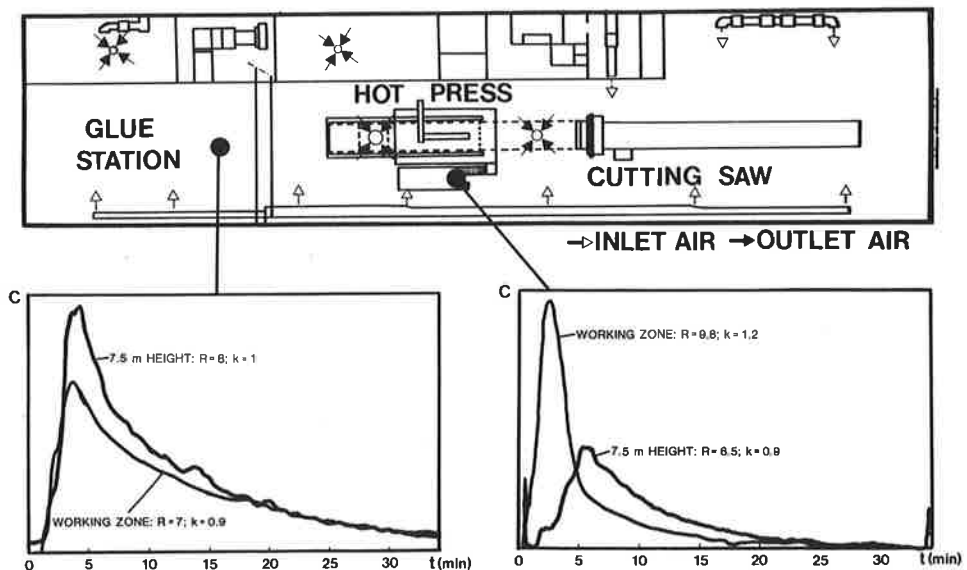 HOT PRESS
GLUE
STATION
CUTTING SAW
INLET AIR OUTLET AIR
C
7.5 m HEIGHT: R = 8; k = 1
WORKING ZONE: R = 7; k = 0.9
0 5 10 15 20 25 30 t (min)
C
WORKING ZONE: R = 9,8; k = 1,2
7.5 m HEIGHT: R = 6.5; k = 0,9
0 5 10 15 20 25 30 t (min)